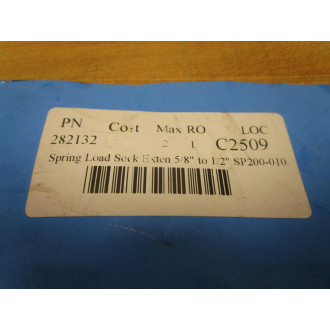 PN Cost Max RO LOC
282132 2 1 C2509
Spring Load Sock Exten 5/8" to 1/2" SP200-010